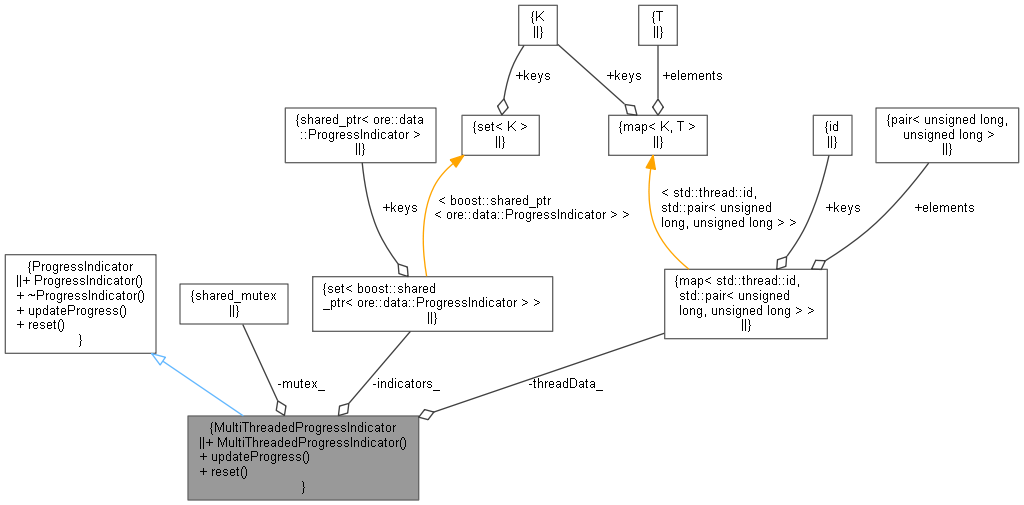 {K
||}
{T
||}
+keys
+keys
+elements
{shared_ptr< ore::data
::ProgressIndicator >
||}
{set< K >
||}
{map< K, T >
||}
{id
||}
{pair< unsigned long,
unsigned long >
||}
+keys
< boost::shared_ptr
< ore::data::ProgressIndicator > >
< std::thread::id,
std::pair< unsigned
long, unsigned long > >
+keys
+elements
{ProgressIndicator
||+ ProgressIndicator()
+ ~ProgressIndicator()
+ updateProgress()
+ reset()
}
{shared_mutex
||}
{set< boost::shared
_ptr< ore::data::ProgressIndicator > >
||}
{map< std::thread::id,
std::pair< unsigned
long, unsigned long > >
||}
-mutex_
-indicators_
-threadData_
{MultiThreadedProgressIndicator
||+ MultiThreadedProgressIndicator()
+ updateProgress()
+ reset()
}